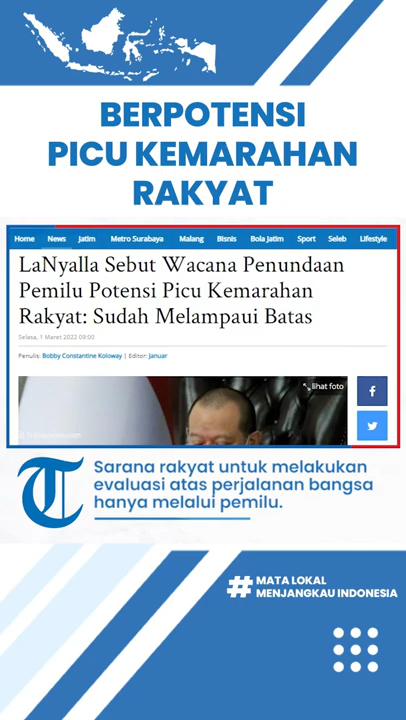 BERPOTENSI
PICU KEMARAHAN
RAKYAT
Home News Jatim Metro Surabaya Malang Bisnis Bola Jatim Sport Seleb Lifestyle
LaNyalla Sebut Wacana Penundaan
Pemilu Potensi Picu Kemarahan
Rakyat: Sudah Melampaui Batas
Selasa, 1 Maret 2022 09:00
Penulis: Bobby Constantine Koloway | Editor: Januar
lihat foto
f
T
Sarana rakyat untuk melakukan
evaluasi atas perjalanan bangsa
hanya melalui pemilu.
# MATA LOKAL
MENJANGKAU INDONESIA